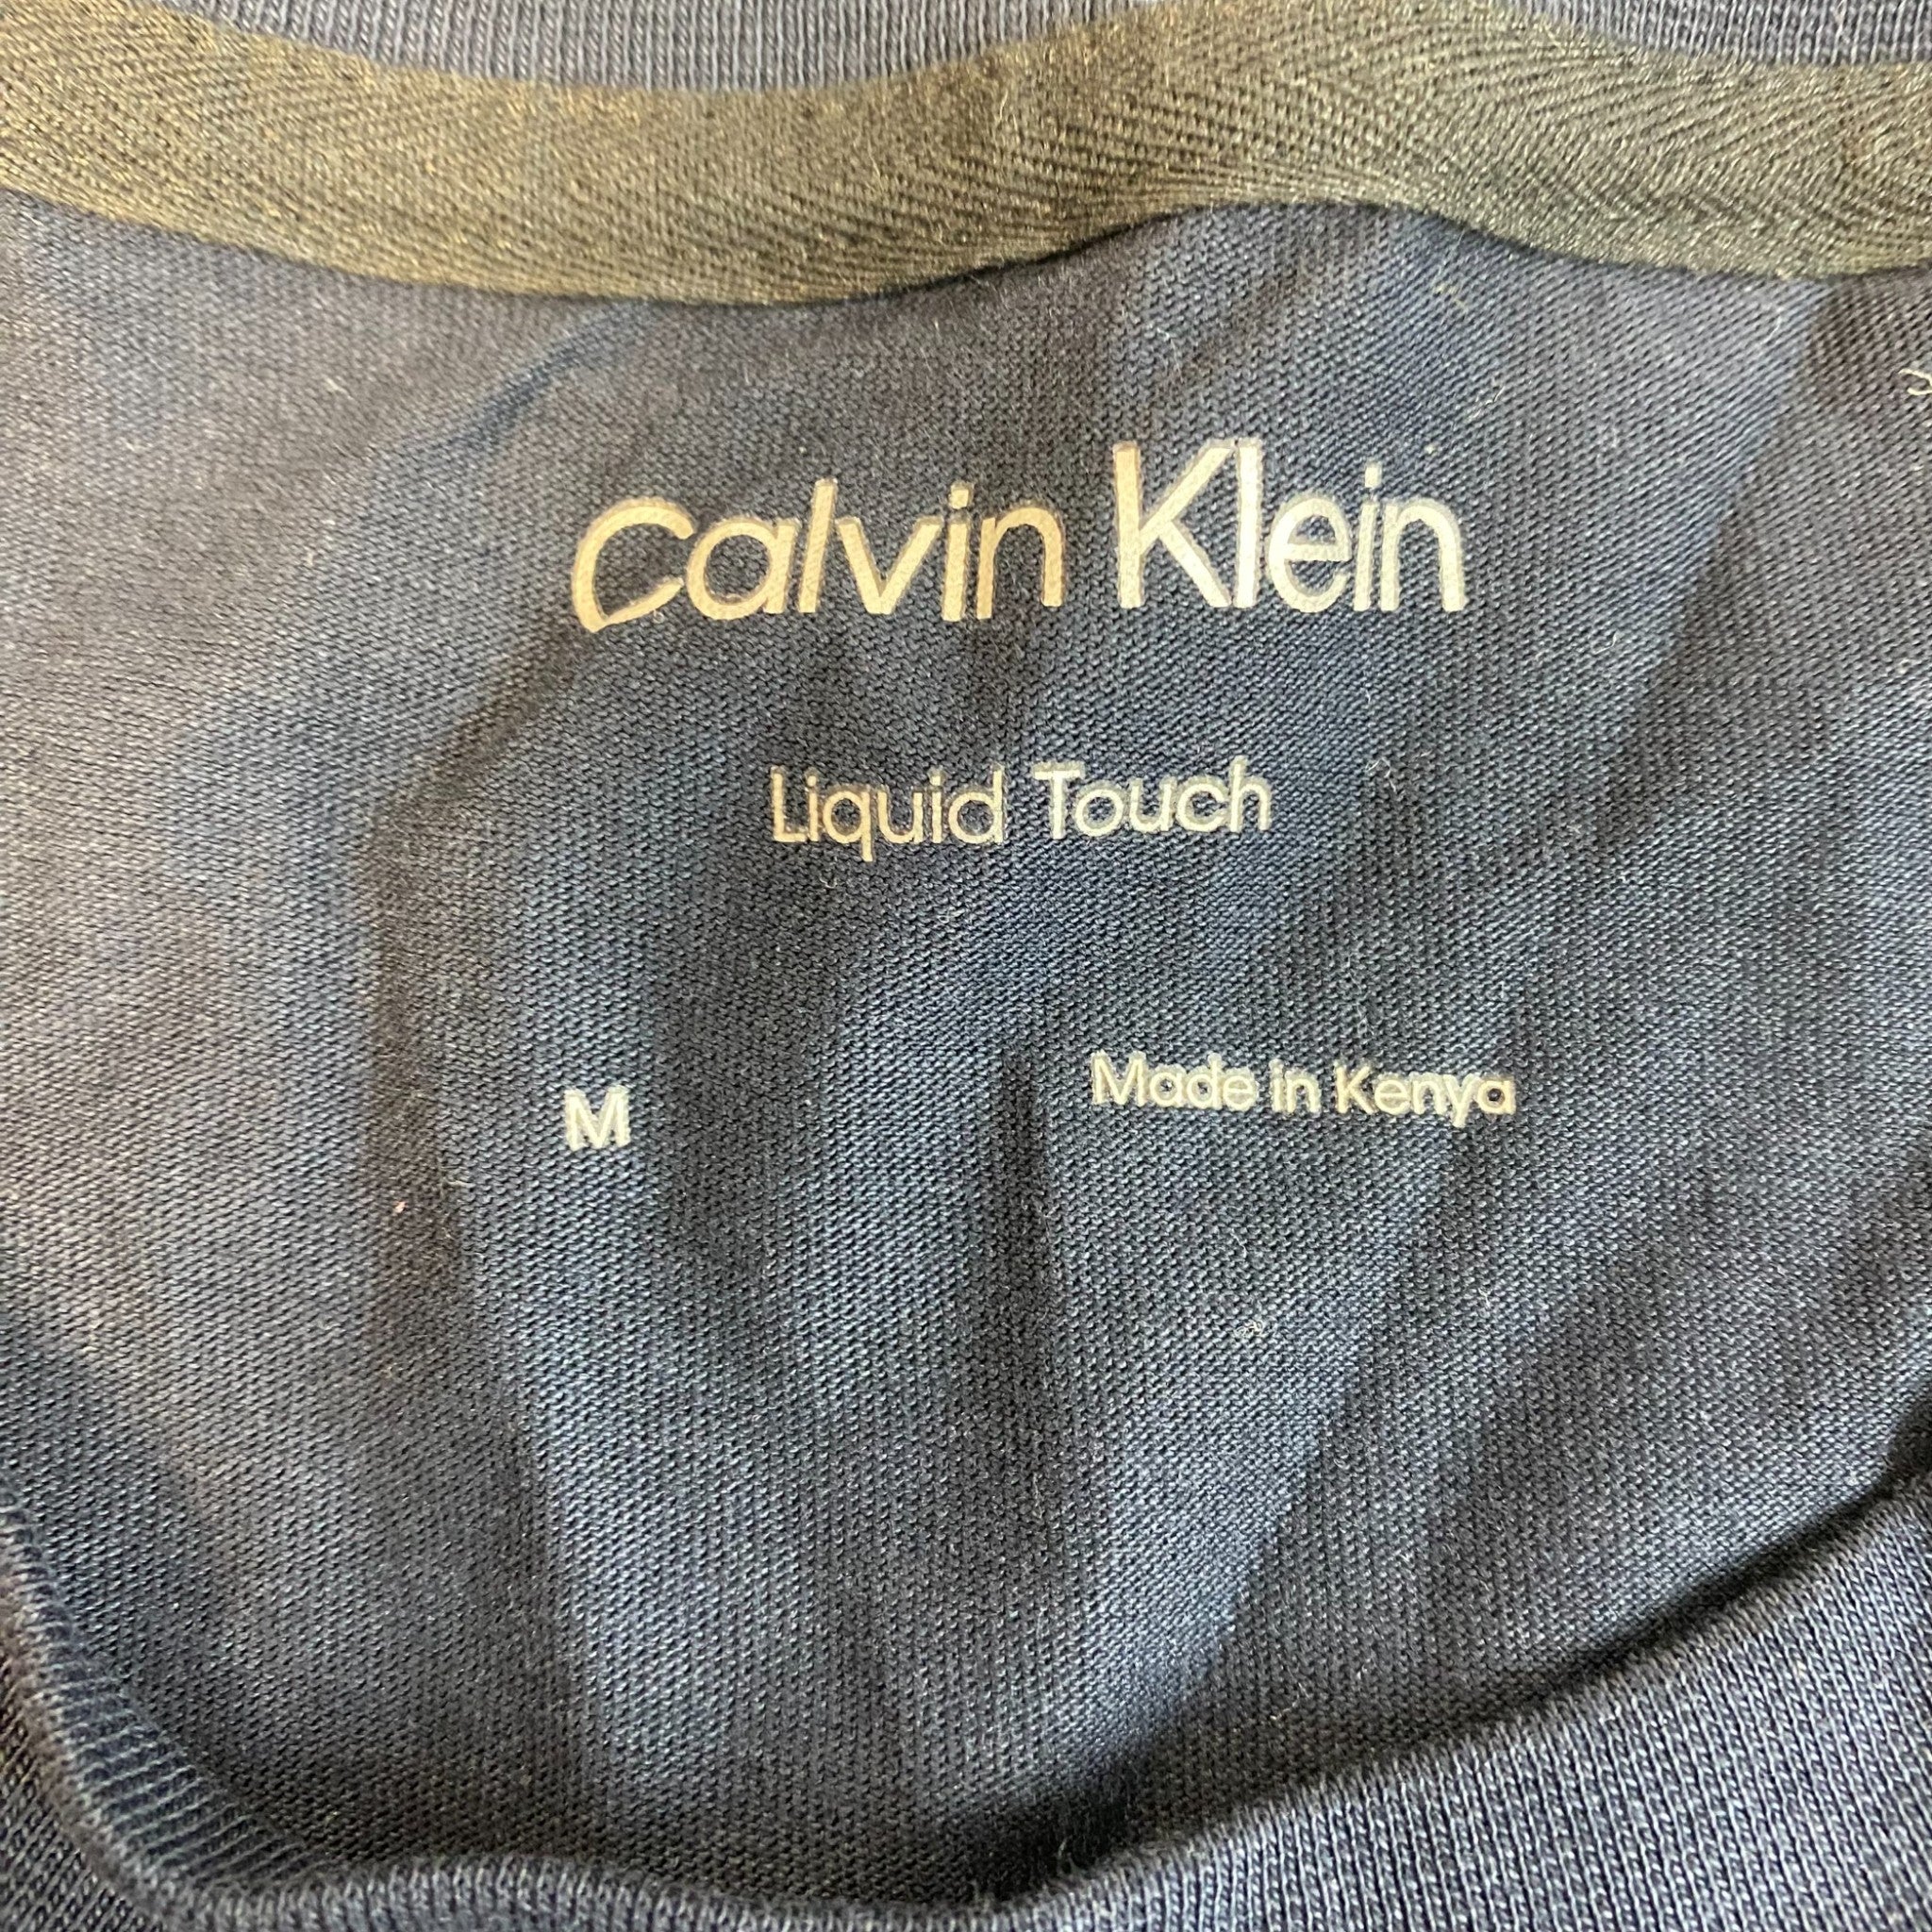 Calvin Klein
Liquid Touch
M
Made in Kenya